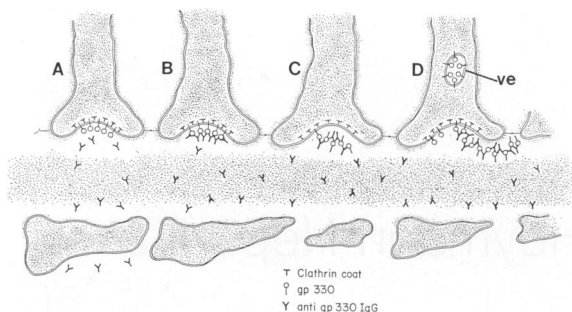 A B C D
ve
Clathrin coat
gp 330
anti gp 330 IgG